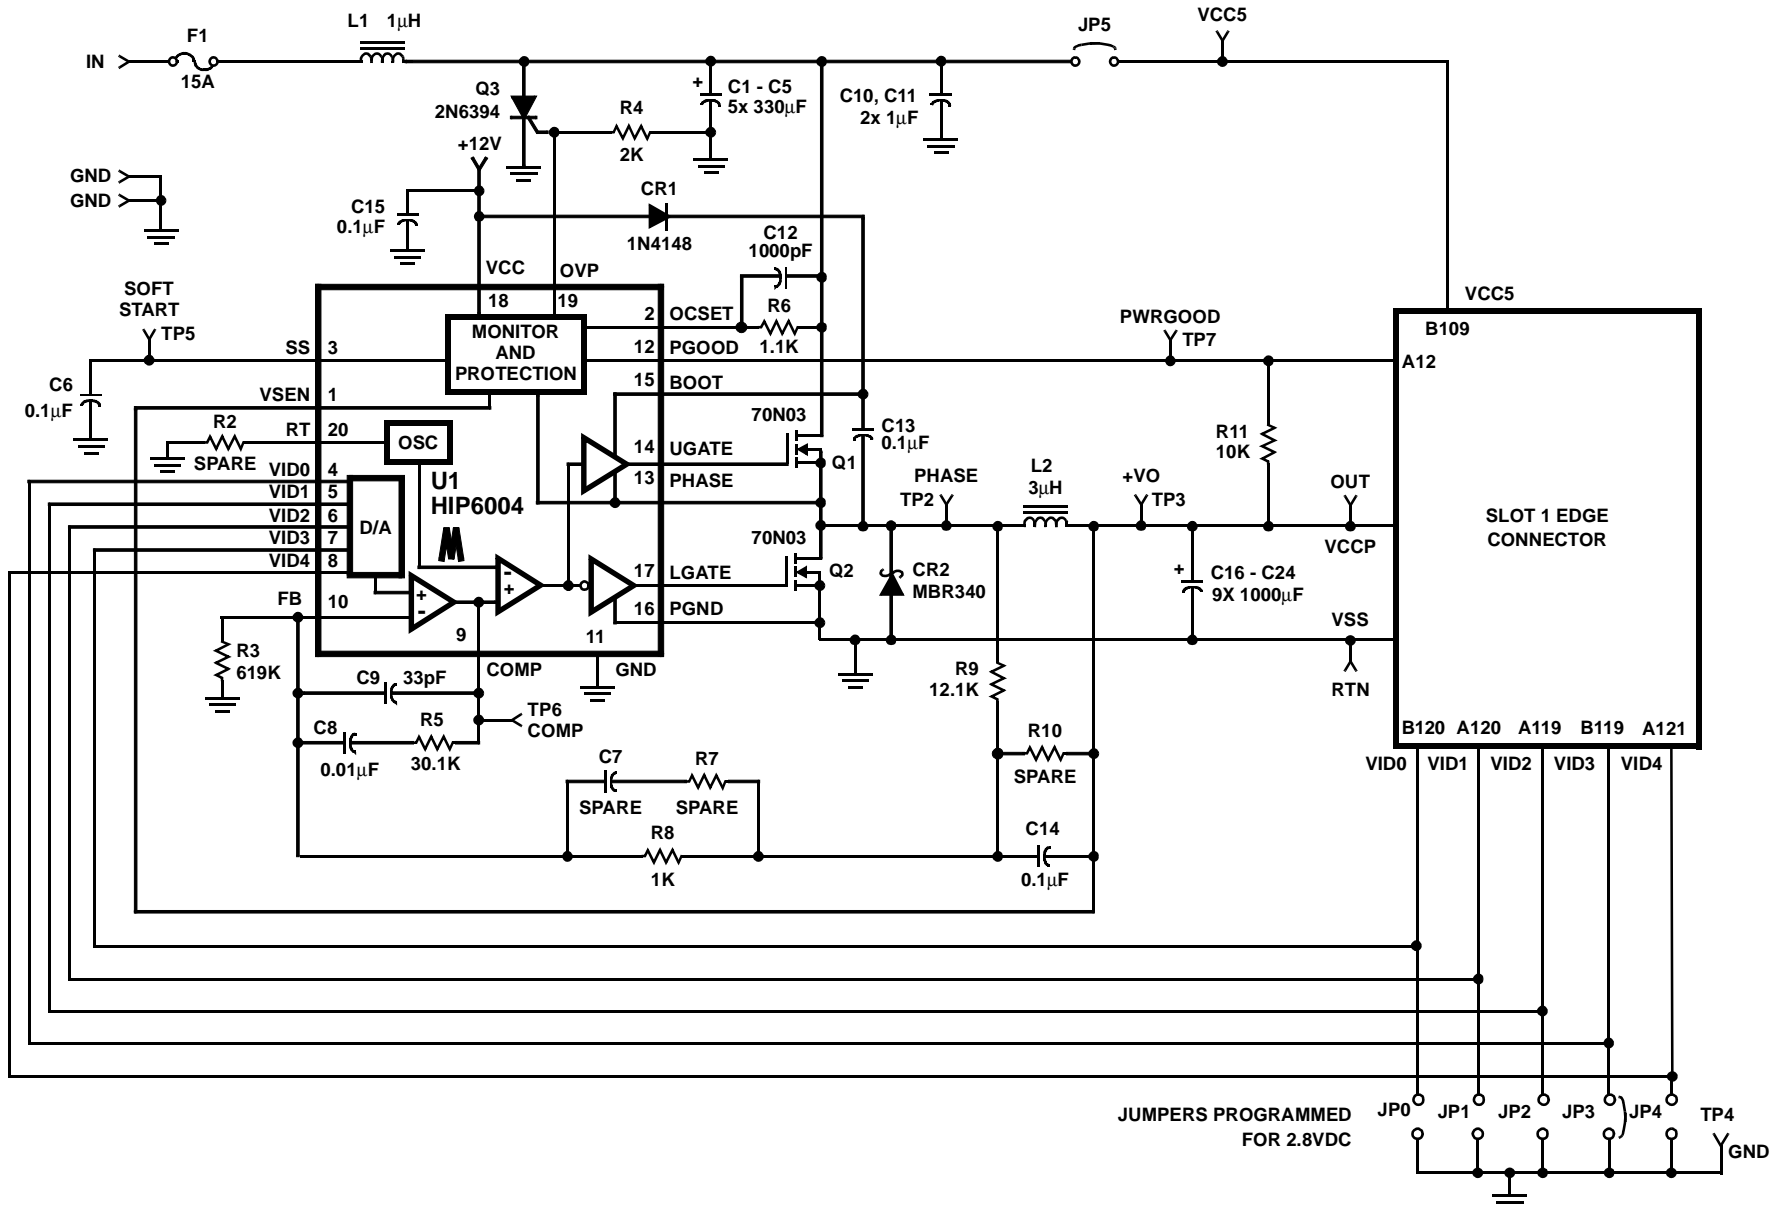 L1 1μH
F1
IN
15A
JP5
VCC5
Q3
2N6394
R4
2K
C1 - C5
5x 330μF
+
C10, C11
2x 1μF
+12V
GND
GND
C15
0.1μF
CR1
1N4148
C12
1000pF
VCC
OVP
18
19
SOFT
START
TP5
MONITOR
AND
PROTECTION
2 OCSET
R6
1.1K
12 PGOOD
15 BOOT
PWRGOOD
TP7
VCC5
B109
A12
SS 3
C6
0.1μF
VSEN 1
R2
SPARE
RT 20
OSC
VID0 4
VID1 5
VID2 6
VID3 7
VID4 8
D/A
U1
HIP6004
14 UGATE
13 PHASE
70N03
Q1
C13
0.1μF
PHASE
TP2
L2
3μH
+VO
TP3
R11
10K
OUT
VCCP
SLOT 1 EDGE
CONNECTOR
70N03
Q2
17 LGATE
16 PGND
CR2
MBR340
+
C16 - C24
9X 1000μF
VSS
RTN
FB
10
+
-
-
+
9
11
COMP
GND
R3
619K
C9 33pF
TP6
COMP
C8
0.01μF
R5
30.1K
R9
12.1K
R10
SPARE
C7
SPARE
R7
SPARE
R8
1K
C14
0.1μF
B120 A120 A119 B119 A121
VID0 VID1 VID2 VID3 VID4
JUMPERS PROGRAMMED
FOR 2.8VDC
JP0 JP1 JP2 JP3 JP4
TP4
GND